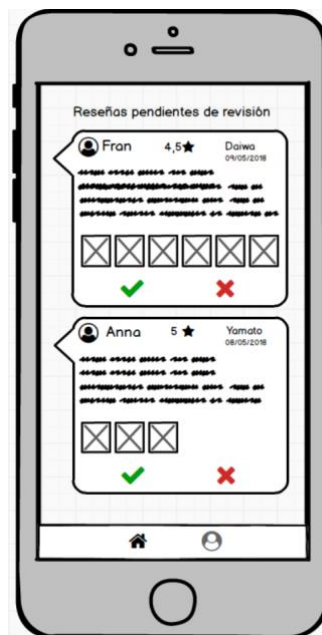 Reseñas pendientes de revisión
Fran 4,5 Daiwa
09/05/2018
Anna 5 Yamato
08/05/2018